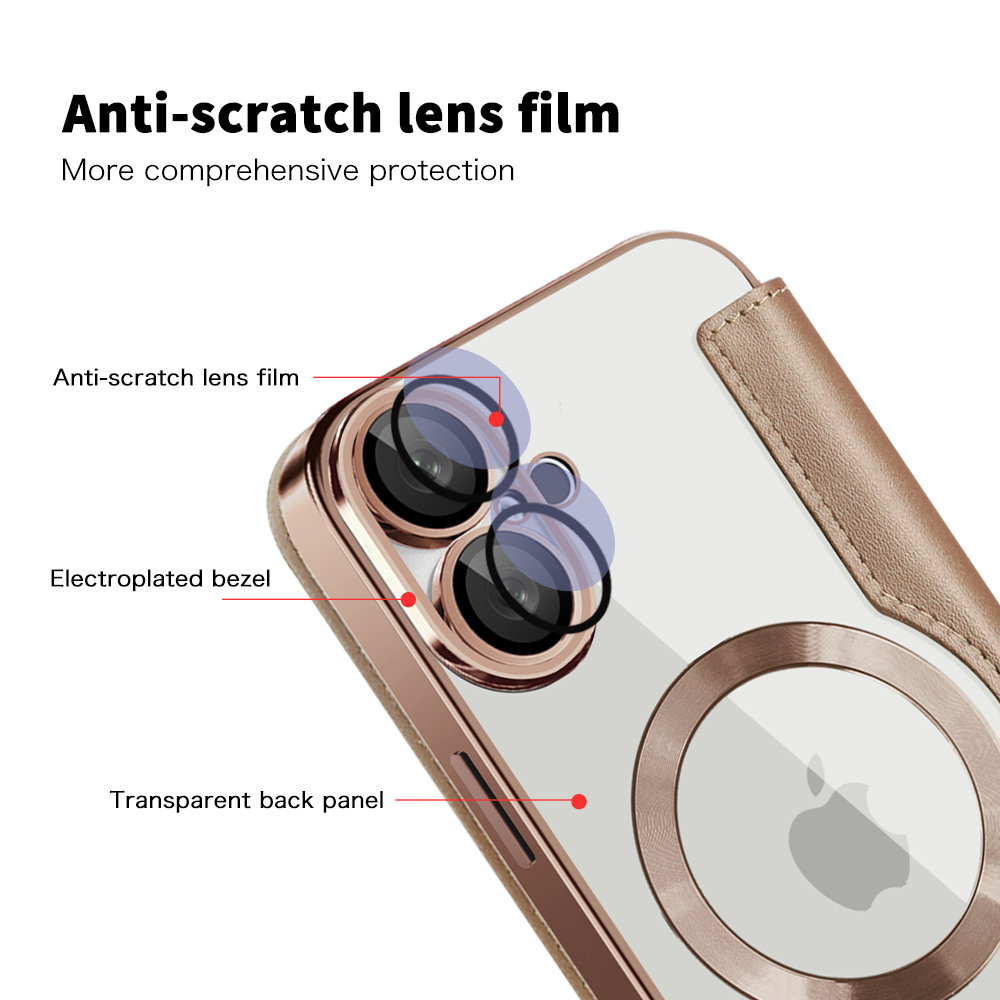 Anti-scratch lens film
More comprehensive protection
Anti-scratch lens film
Electroplated bezel
Transparent back panel